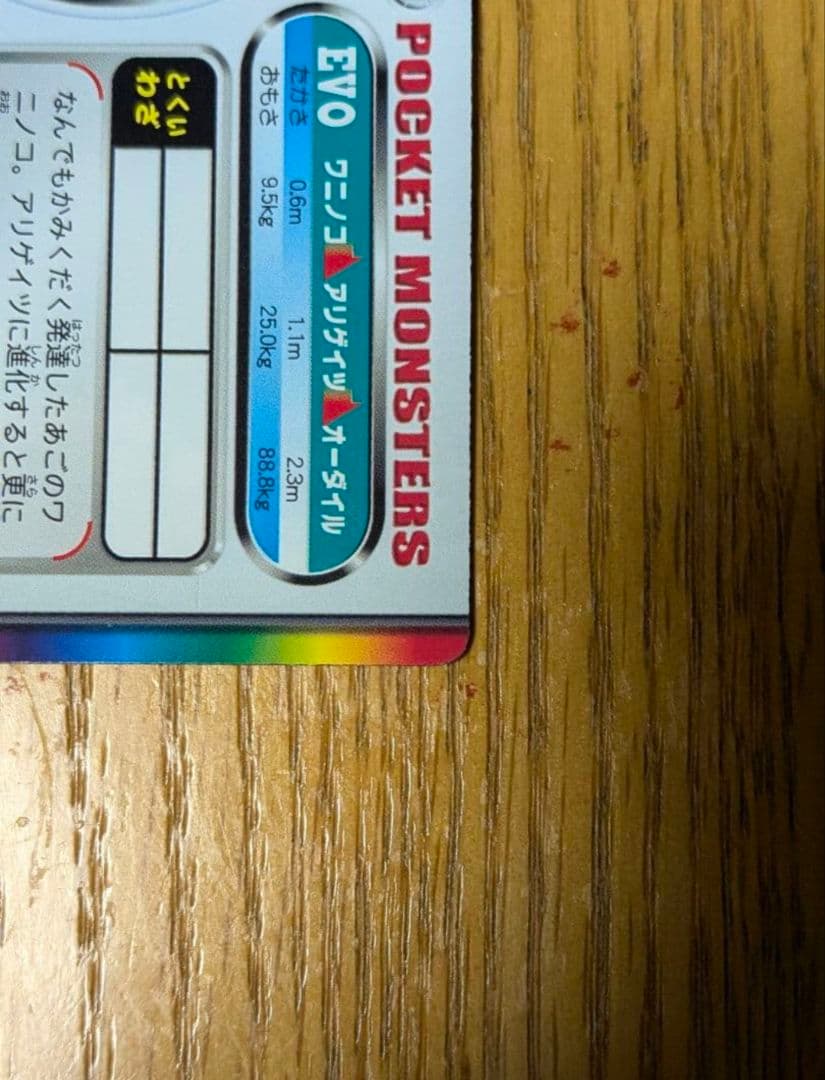 POCKET MONSTERS
EVO ワニノコ アリゲイツ オーダイル
たかさ 0.6m 1.1m 2.3m
おもさ 9.5kg 25.0kg 88.8kg
とくい
わざ
なんでもかみくだく発達したあごのワ
ニノコ。アリゲイツに進化すると更に